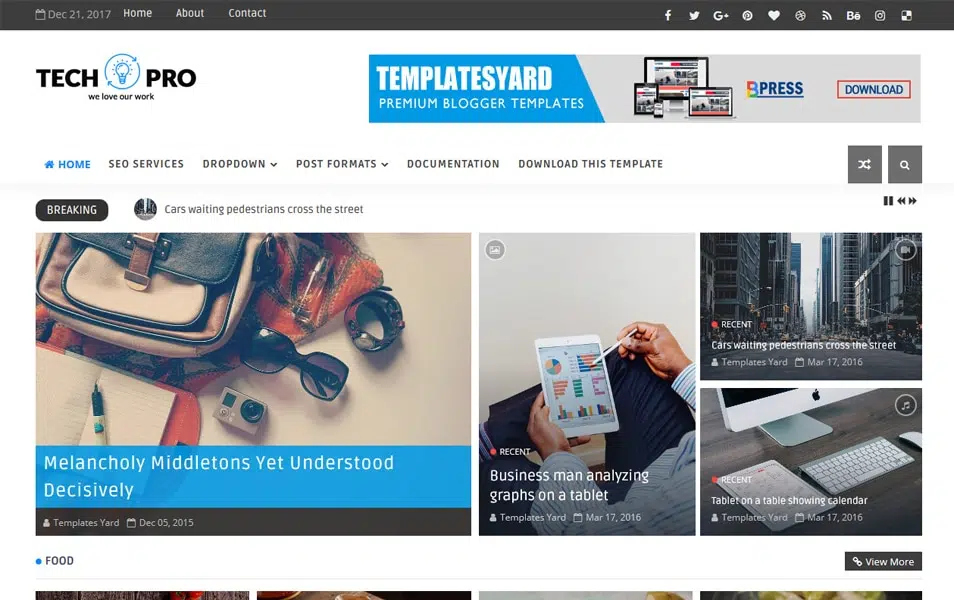 Dec 21, 2017 Home About Contact
TECH PRO
we love our work
TEMPLATESYARD
PREMIUM BLOGGER TEMPLATES
BPRESS
DOWNLOAD
HOME SEO SERVICES DROPDOWN POST FORMATS DOCUMENTATION DOWNLOAD THIS TEMPLATE
BREAKING Cars waiting pedestrians cross the street
Melancholy Middletons Yet Understood
Decisively
Templates Yard Dec 05, 2015
RECENT
Business man analyzing
graphs on a tablet
Templates Yard Mar 17, 2016
RECENT
Cars waiting pedestrians cross the street
Templates Yard Mar 17, 2016
RECENT
Tablet on a table showing calendar
Templates Yard Mar 17, 2016
FOOD View More